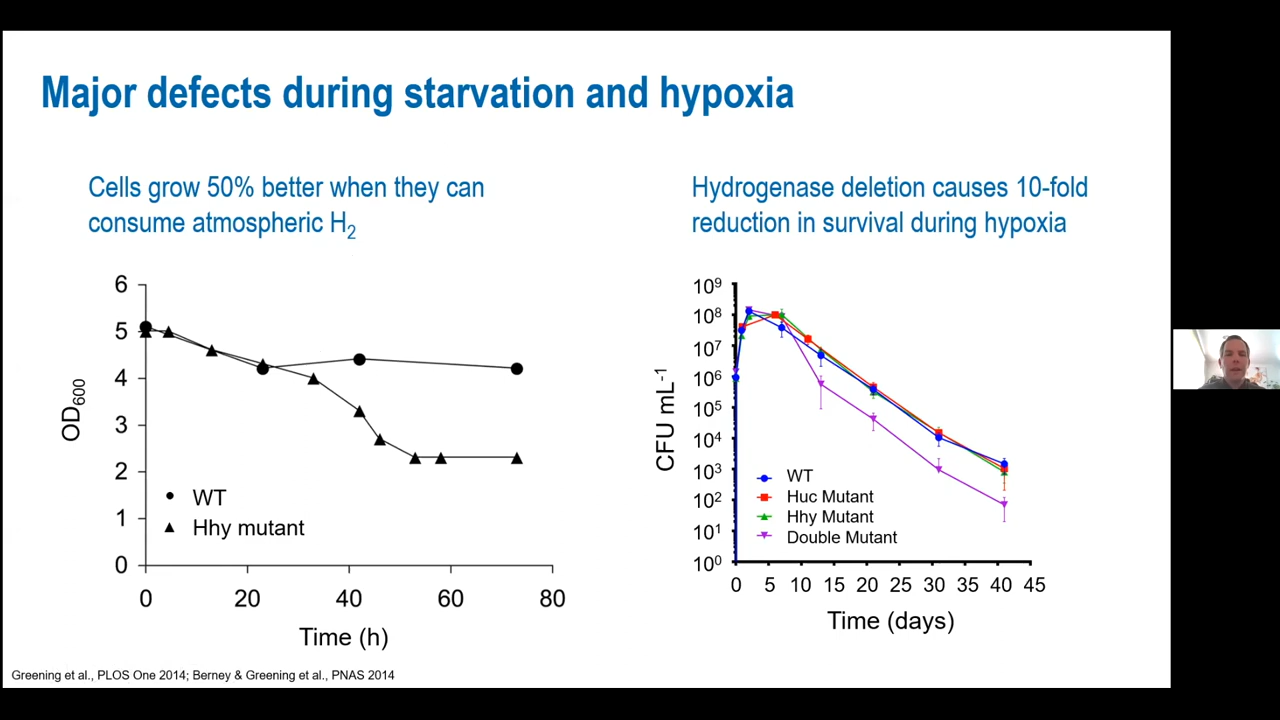 Major defects during starvation and hypoxia
Cells grow 50% better when they can
consume atmospheric H₂
Hydrogenase deletion causes 10-fold
reduction in survival during hypoxia
6
5
4
3
2
1
0
OD₆₀₀
WT
Hhy mutant
0 20 40 60 80
Time (h)
10⁹
10⁸
10⁷
10⁶
10⁵
10⁴
10³
10²
10¹
10⁰
CFU mL⁻¹
WT
Huc Mutant
Hhy Mutant
Double Mutant
0 5 10 15 20 25 30 35 40 45
Time (days)
Greening et al., PLOS One 2014; Berney & Greening et al., PNAS 2014